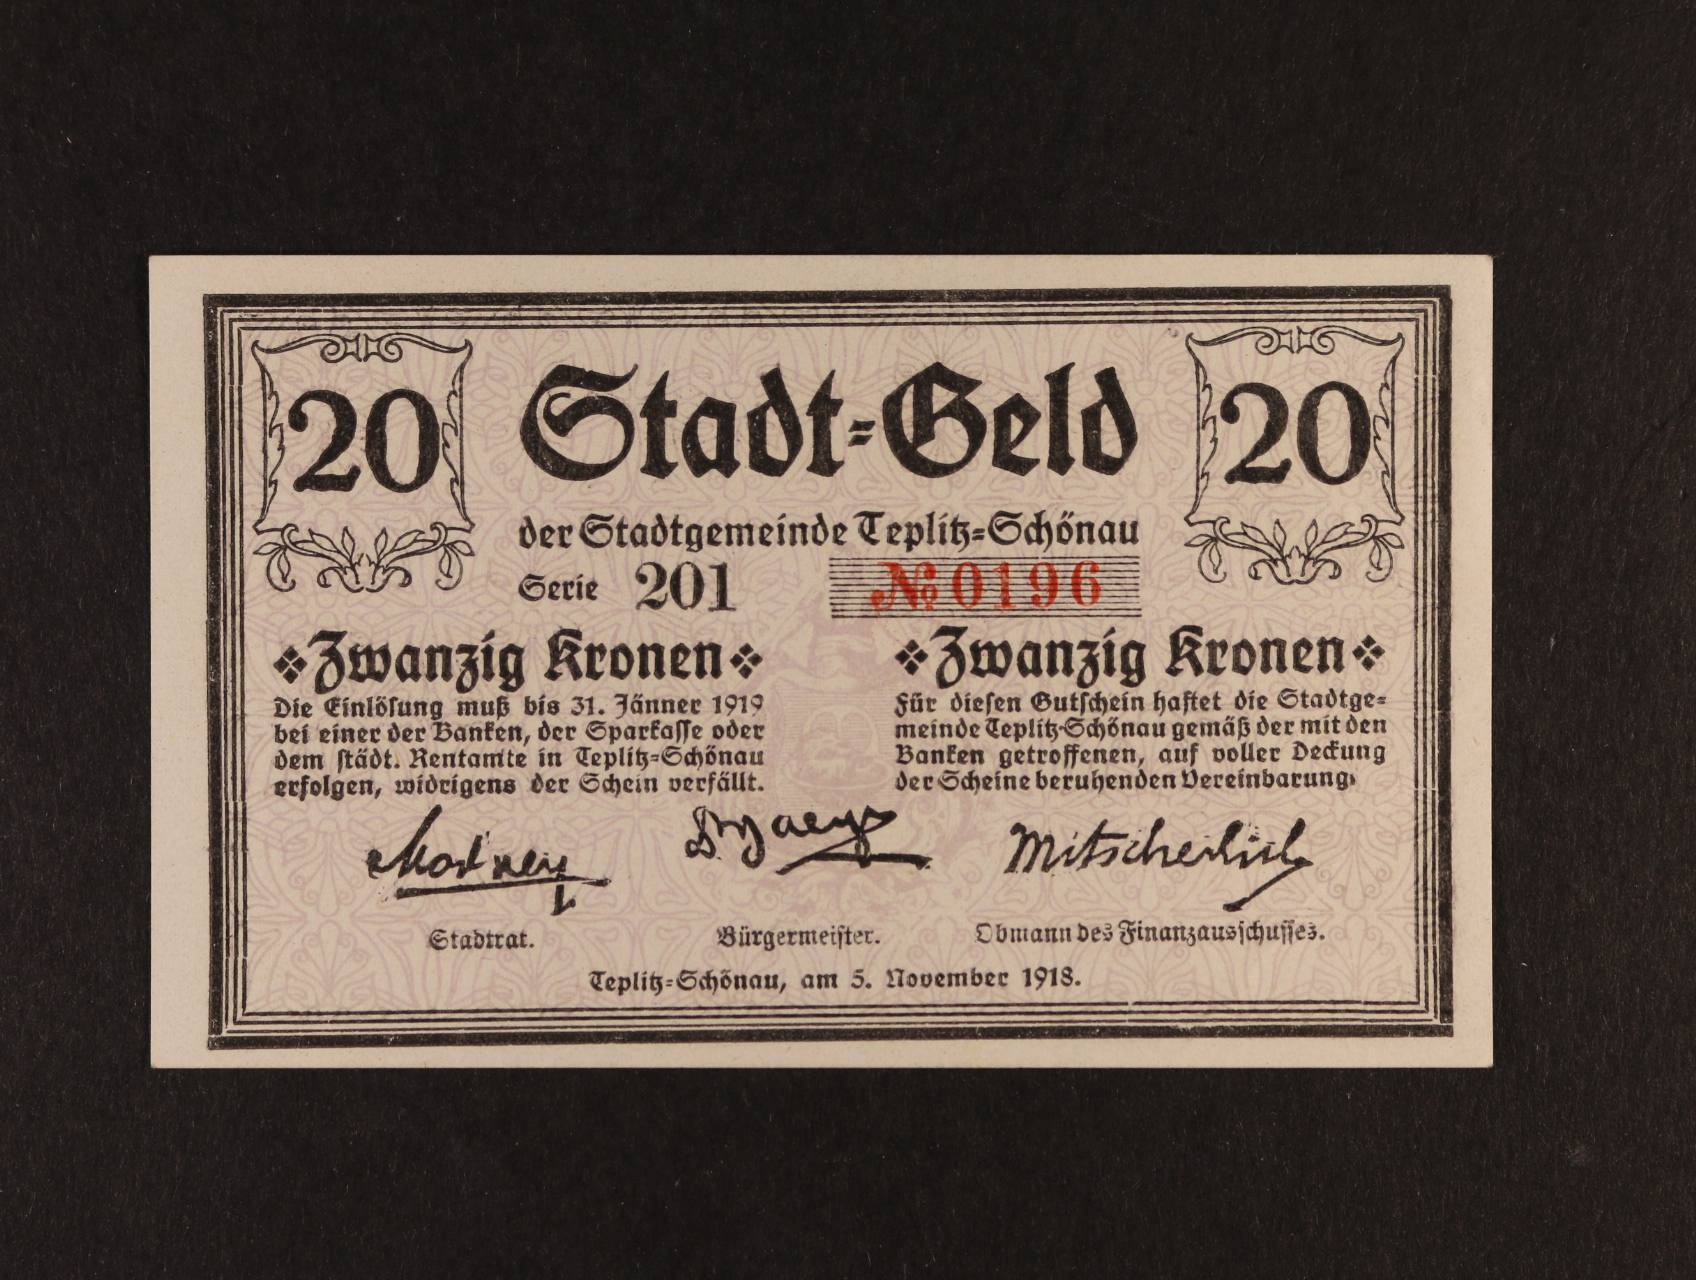 20 Stadt=Geld 20
der Stadtgemeinde Teplitz=Schönau
Serie 201 № 0196
Zwanzig Kronen
Die Einlösung muß bis 31. Jänner 1919
bei einer der Banken, der Sparkasse oder
dem städt. Rentamte in Teplitz=Schönau
erfolgen, widrigens der Schein verfällt.
Zwanzig Kronen
Für diesen Gutschein haftet die Stadtge=
meinde Teplitz-Schönau gemäß der mit den
Banken getroffenen, auf voller Deckung
der Scheine beruhenden Vereinbarung.
Mitscherlich
Stadtrat. Bürgermeister. Obmann des Finanzausschusses.
Teplitz=Schönau, am 5. November 1918.